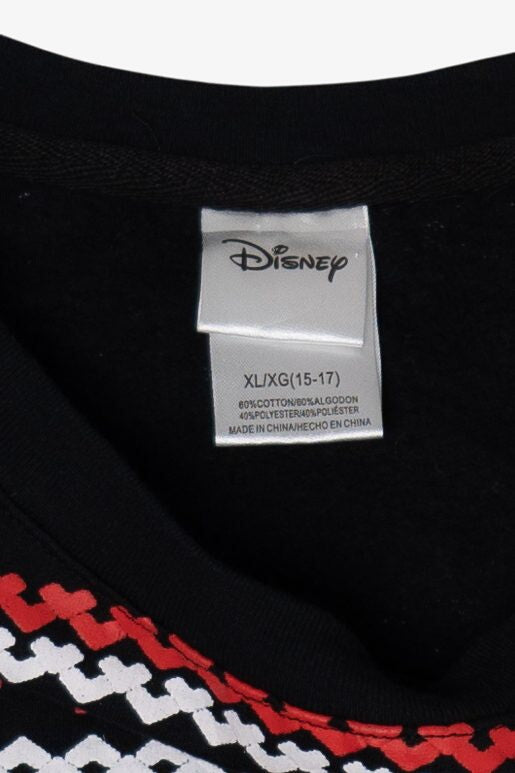 Disney
XL/XG(15-17)
60%COTTON/60%ALGODON
40%POLYESTER/40%POLIÉSTER
MADE IN CHINA/HECHO EN CHINA